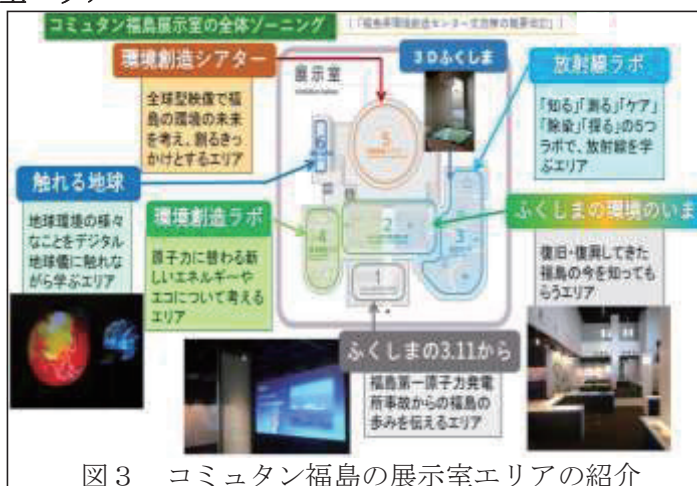 コミュタン福島展示室の全体ゾーニング
環境創造シアター
全球型映像で福
島の環境の未来
を考え、創るきっ
かけとするエリア
展示室
3Dふくしま
放射線ラボ
「知る」「測る」「ケア」
「除染」「探る」の5つ
ラボで、放射線を学
ぶエリア
触れる地球
地球環境の様々
なことをデジタル
地球儀に触れな
がら学ぶエリア
環境創造ラボ
原子力に替わる新
しいエネルギーや
エコについて考える
エリア
6
5
4
2
3
1
ふくしまの環境のいま
復旧・復興してきた
福島の今を知っても
らうエリア
ふくしまの3.11から
福島第一原子力発電
所事故からの福島の
歩みを伝えるエリア
図3 コミュタン福島の展示室エリアの紹介